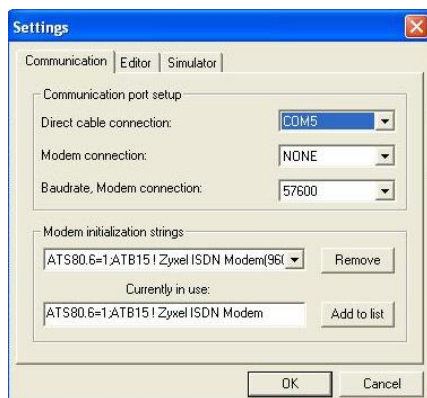 Settings
Communication Editor Simulator
Communication port setup
Direct cable connection: COM5
Modem connection: NONE
Baudrate, Modem connection: 57600
Modem initialization strings
ATS80.6=1;ATB15 ! Zyxel ISDN Modem(960 Remove
Currently in use:
ATS80.6=1;ATB15 ! Zyxel ISDN Modem Add to list
OK Cancel